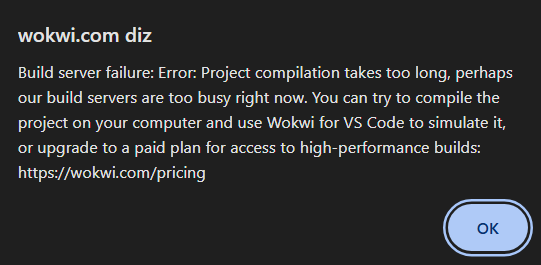 wokwi.com diz
Build server failure: Error: Project compilation takes too long, perhaps
our build servers are too busy right now. You can try to compile the
project on your computer and use Wokwi for VS Code to simulate it,
or upgrade to a paid plan for access to high-performance builds:
https://wokwi.com/pricing
OK